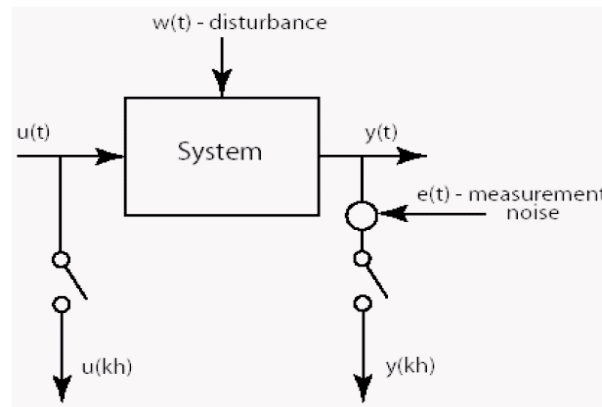 w(t) - disturbance
u(t)
System
y(t)
e(t) - measurement
noise
u(kh)
y(kh)